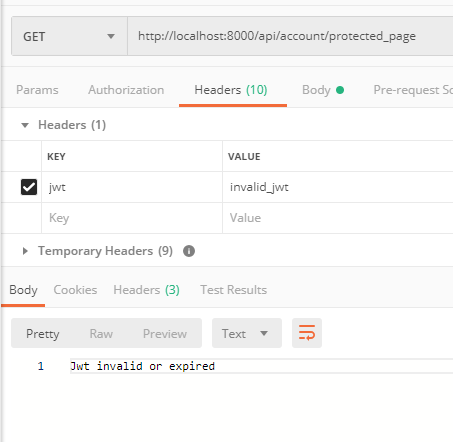 GET http://localhost:8000/api/account/protected_page
Params Authorization Headers (10) Body Pre-request Sc
Headers (1)
KEY VALUE
jwt invalid_jwt
Key Value
Temporary Headers (9)
Body Cookies Headers (3) Test Results
Pretty Raw Preview Text
1 Jwt invalid or expired